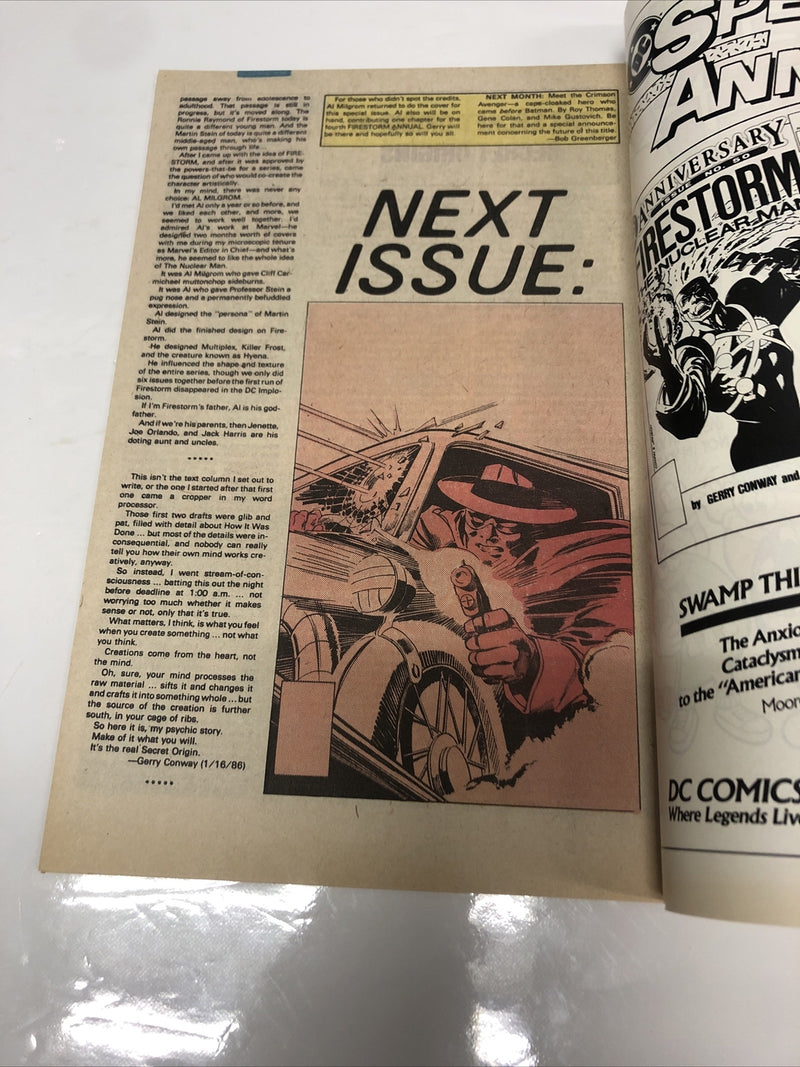 passage away from adolescence to
adulthood. That passage is still in
progress, but it's moved along. The
Ronnie Raymond of Firestorm today is
quite a different young man. And the
Martin Stein of today is quite a different
middle-aged man, who's making his
own passage through life...
After I came up with the idea of FIRE-
STORM, and after it was approved by
the powers-that-be for a series, came
the question of who would co-create the
character artistically.
In my mind, there was never any
choice: AL MILGROM.
I'd met Al only a year or so before, and
we liked each other, and more, we
seemed to work well together. I'd
admired Al's work at Marvel—he
designed two months worth of covers
with me during my microscopic tenure
as Marvel's Editor in Chief—and what's
more, he seemed to like the whole idea
of The Nuclear Man.
It was Al Milgrom who gave Cliff Car-
michael muttonchop sideburns.
It was Al who gave Professor Stein a
pug nose and a permanently befuddled
expression.
Al designed the "persona" of Martin
Stein.
Al did the finished design on Fire-
storm.
He designed Multiplex, Killer Frost,
and the creature known as Hyena.
He influenced the shape and texture
of the entire series, though we only did
six issues together before the first run of
Firestorm disappeared in the DC Implo-
sion.
If I'm Firestorm's father, Al is his god-
father.
And if we're his parents, then Jenette,
Joe Orlando, and Jack Harris are his
doting aunt and uncles.
*****
This isn't the text column I set out to
write, or the one I started after that first
one came a cropper in my word
processor.
Those first two drafts were glib and
pat, filled with detail about How It Was
Done ... but most of the details were in-
consequential, and nobody can really
tell you how their own mind works cre-
atively, anyway.
So instead, I went stream-of-con-
sciousness ... batting this out the night
before deadline at 1:00 a.m. ... not
worrying too much whether it makes
sense or not, only that it's true.
What matters, I think, is what you feel
when you create something ... not what
you think.
Creations come from the heart, not
the mind.
Oh, sure, your mind processes the
raw material ... sifts it and changes it
and crafts it into something whole ... but
the source of the creation is further
south, in your cage of ribs.
So here it is, my psychic story.
Make of it what you will.
It's the real Secret Origin.
—Gerry Conway (1/16/86)
*****
For those who didn't spot the credits,
Al Milgrom returned to do the cover for
this special issue. Al also will be on
hand, contributing one chapter for the
fourth FIRESTORM ANNUAL. Gerry will
be there and hopefully so will you all.
NEXT MONTH: Meet the Crimson
Avenger—a cape-cloaked hero who
came before Batman. By Roy Thomas,
Gene Colan, and Mike Gustovich. Be
here for that and a special announce-
ment concerning the future of this title.
—Bob Greenberger
NEXT
ISSUE:
DC
SPE
ANN
ANNIVERSARY
ISSUE NO. 50
FIRESTORM
NUCLEAR MAN
by GERRY CONWAY and
SWAMP THI
The Anxio
Cataclysm
to the "American
Moor
DC COMICS
Where Legends Live